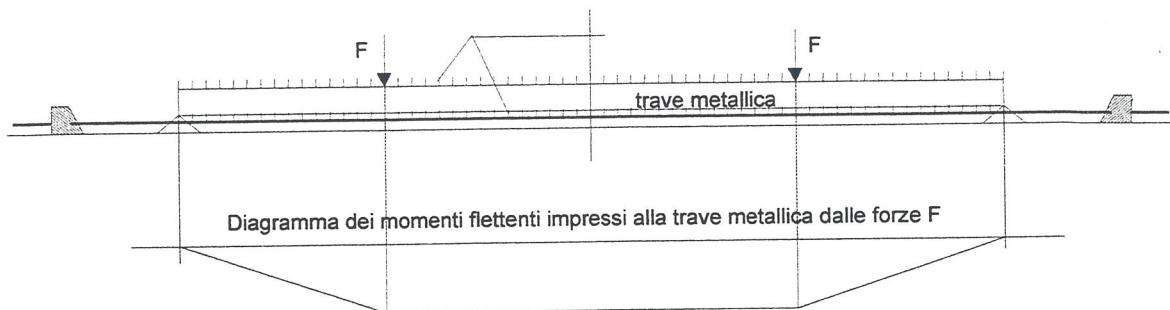 F
F
trave metallica
Diagramma dei momenti flettenti impressi alla trave metallica dalle forze F